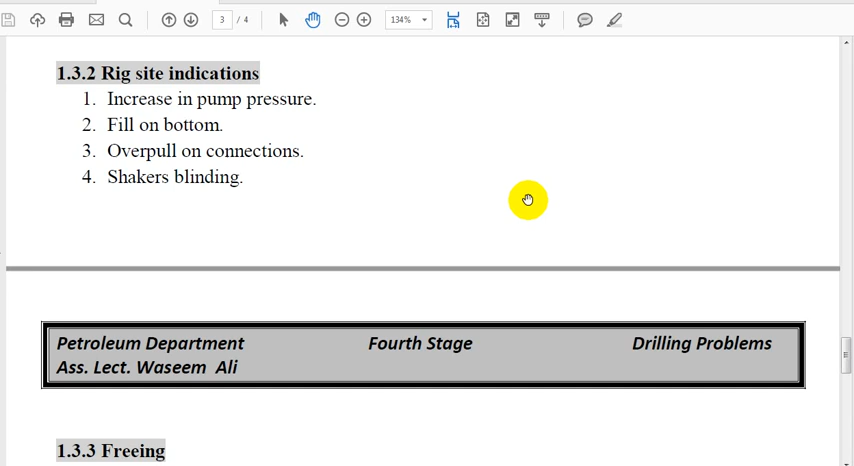 3 / 4
134%
1.3.2 Rig site indications
1. Increase in pump pressure.
2. Fill on bottom.
3. Overpull on connections.
4. Shakers blinding.
Petroleum Department Fourth Stage Drilling Problems
Ass. Lect. Waseem Ali
1.3.3 Freeing